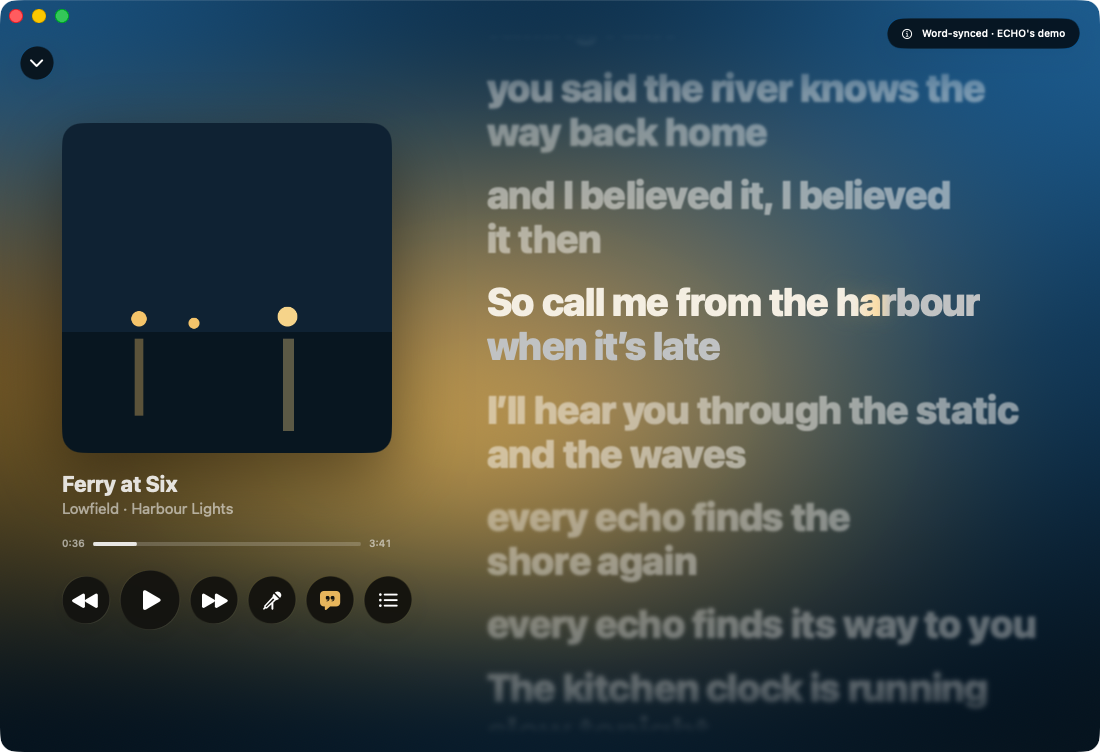 Word-synced · ECHO's demo
you said the river knows the
way back home
and I believed it, I believed
it then
So call me from the harbour
when it’s late
I’ll hear you through the static
and the waves
every echo finds the
shore again
every echo finds its way to you
The kitchen clock is running
Ferry at Six
Lowfield · Harbour Lights
0:36
3:41